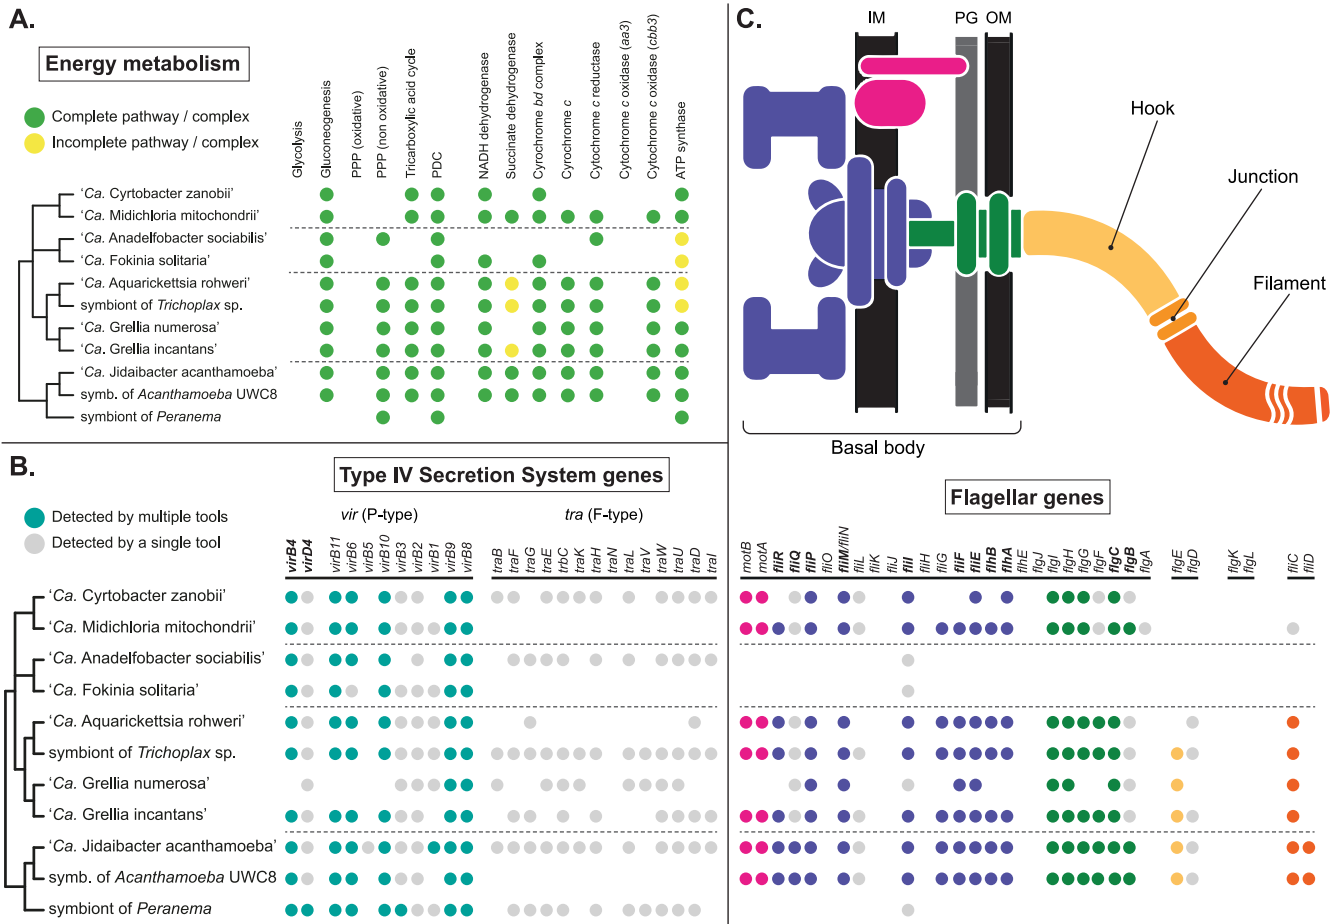 A.
Energy metabolism
Complete pathway / complex
Incomplete pathway / complex
Glycolysis
Gluconeogenesis
PPP (oxidative)
PPP (non oxidative)
Tricarboxylic acid cycle
PDC
NADH dehydrogenase
Succinate dehydrogenase
Cyrochrome bd complex
Cyrochrome c
Cytochrome c reductase
Cytochrome c oxidase (aa3)
Cytochrome c oxidase (cbb3)
ATP synthase
‘Ca. Cyrtobacter zanobii’
‘Ca. Midichloria mitochondrii’
‘Ca. Anadelfobacter sociabilis’
‘Ca. Fokinia solitaria’
‘Ca. Aquarickettsia rohweri’
symbiont of Trichoplax sp.
‘Ca. Grellia numerosa’
‘Ca. Grellia incantans’
‘Ca. Jidaibacter acanthamoeba’
symb. of Acanthamoeba UWC8
symbiont of Peranema
B.
Type IV Secretion System genes
Detected by multiple tools
Detected by a single tool
vir (P-type)
tra (F-type)
virB4
virD4
virB11
virB6
virB5
virB10
virB3
virB2
virB1
virB9
virB8
traB
traF
traG
traE
trbC
traK
traH
traN
traL
traV
traW
traU
traD
traI
‘Ca. Cyrtobacter zanobii’
‘Ca. Midichloria mitochondrii’
‘Ca. Anadelfobacter sociabilis’
‘Ca. Fokinia solitaria’
‘Ca. Aquarickettsia rohweri’
symbiont of Trichoplax sp.
‘Ca. Grellia numerosa’
‘Ca. Grellia incantans’
‘Ca. Jidaibacter acanthamoeba’
symb. of Acanthamoeba UWC8
symbiont of Peranema
C.
IM
PG
OM
Hook
Junction
Filament
Basal body
Flagellar genes
motB
motA
fliR
fliQ
fliP
fliO
fliM/fliN
fliL
fliK
fliJ
fliI
fliH
fliG
fliF
fliE
flhB
flhA
flhE
flgJ
flgI
flgH
flgG
flgF
flgC
flgB
flgA
flgE
flgD
flgK
flgL
fliC
fliD